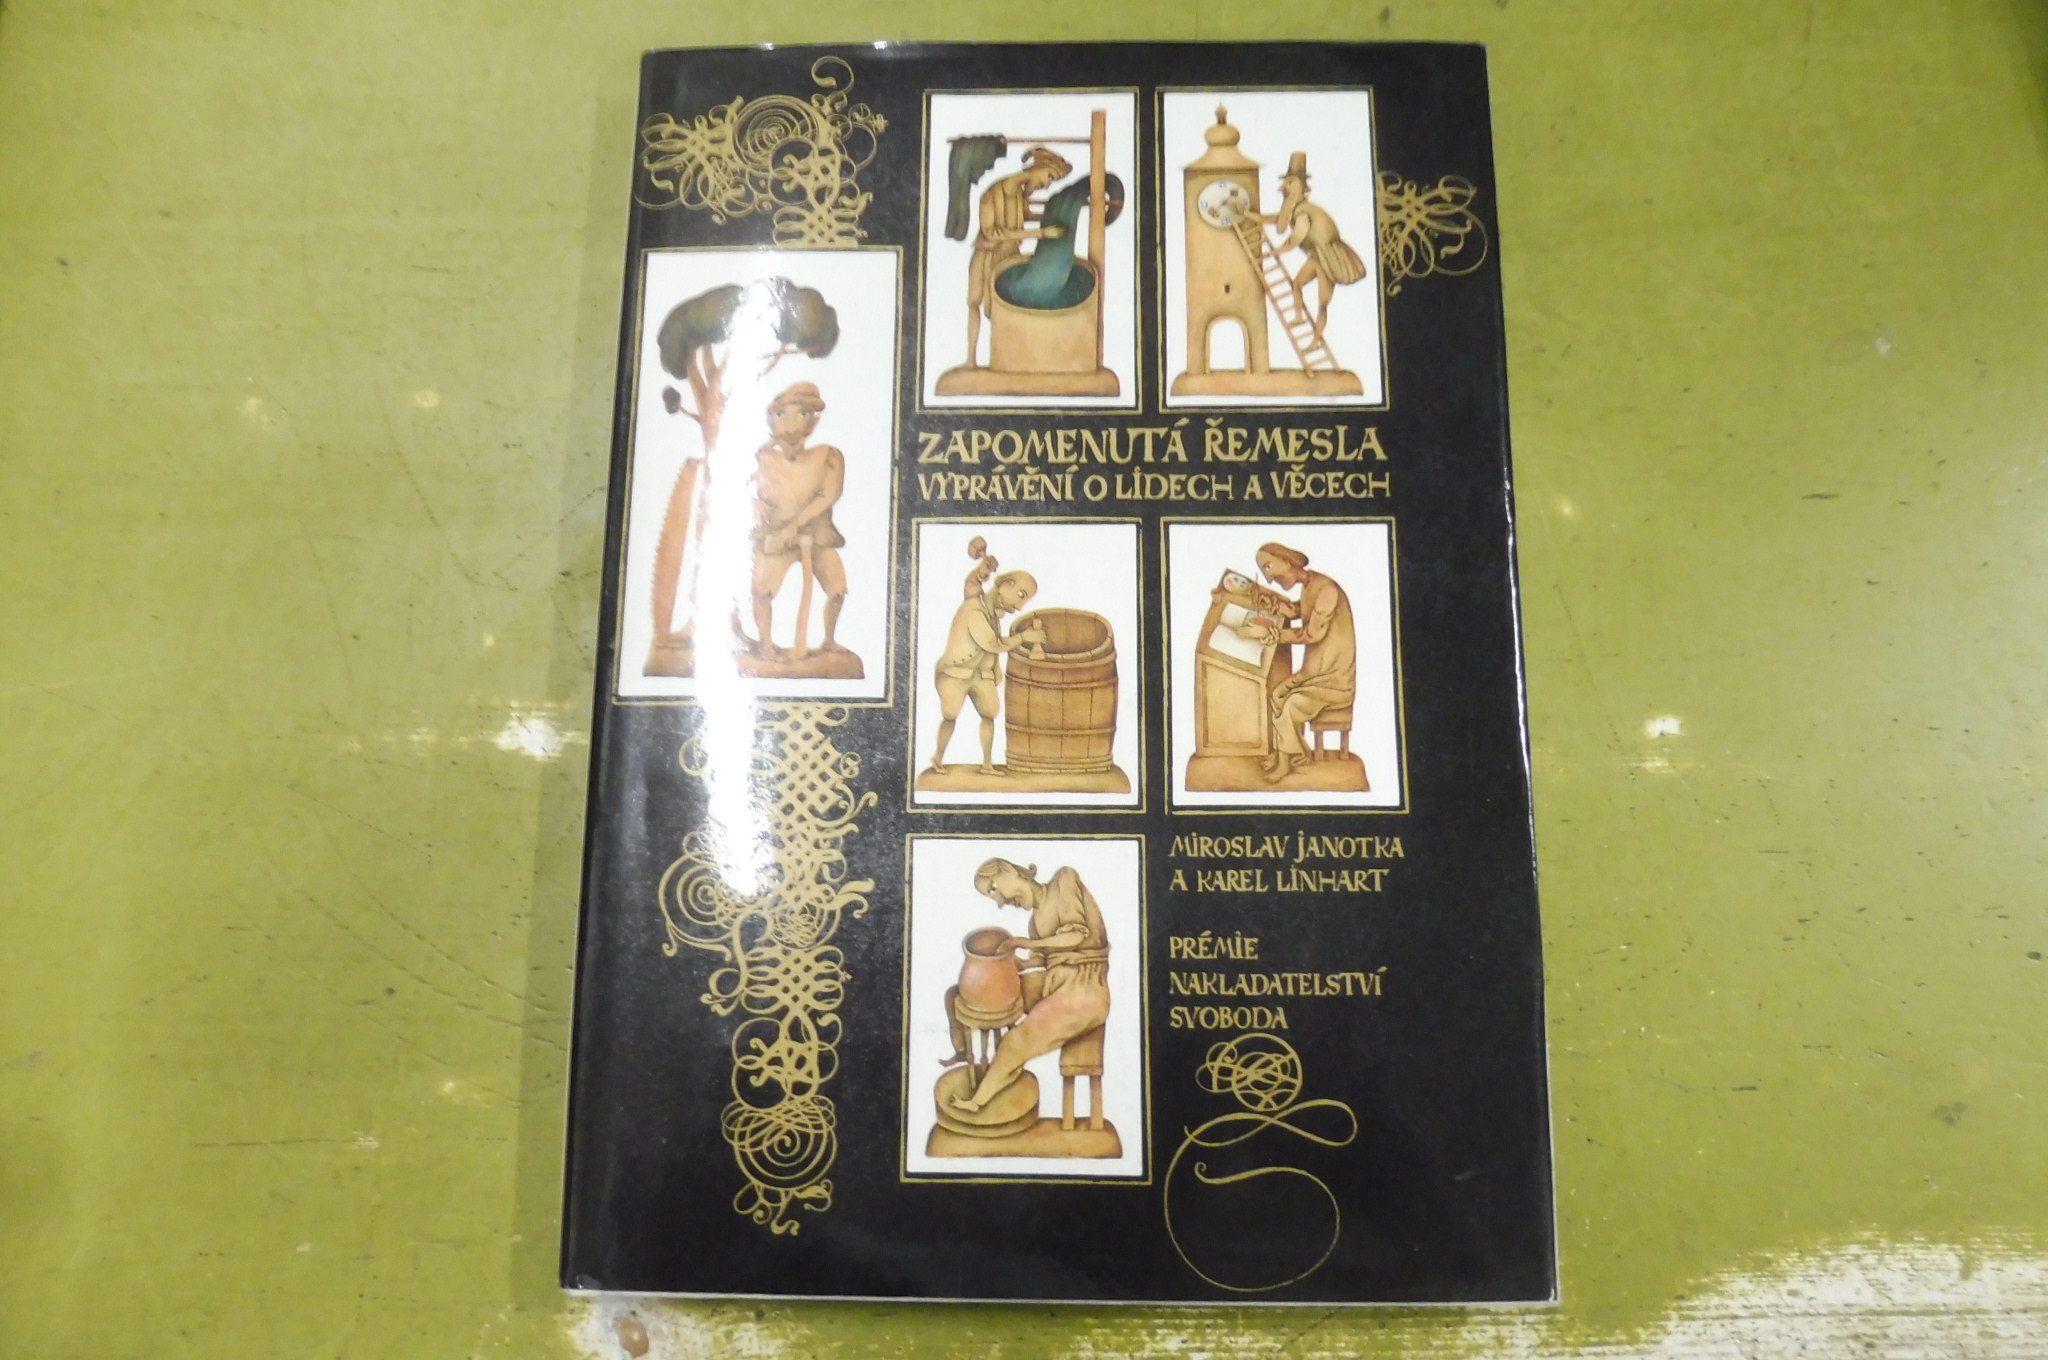 ZAPOMENUTÁ ŘEMESLA
VYPRÁVĚNÍ O LIDECH A VĚCECH
MIROSLAV JANOTKA
A KAREL LINHART
PRÉMIE
NAKLADATELSTVÍ
SVOBODA